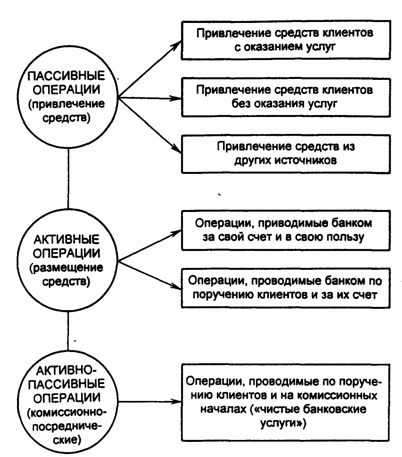 ПАССИВНЫЕ
ОПЕРАЦИИ
(привлечение
средств)
Привлечение средств клиентов
с оказанием услуг
Привлечение средств клиентов
без оказания услуг
Привлечение средств из
других источников
АКТИВНЫЕ
ОПЕРАЦИИ
(размещение
средств)
Операции, приводимые банком
за свой счет и в свою пользу
Операции, проводимые банком по
поручению клиентов и за их счет
АКТИВНО-
ПАССИВНЫЕ
ОПЕРАЦИИ
(комиссионно-
посредниче-
ские)
Операции, проводимые по поруче-
нию клиентов и на комиссионных
началах («чистые банковские
услуги»)